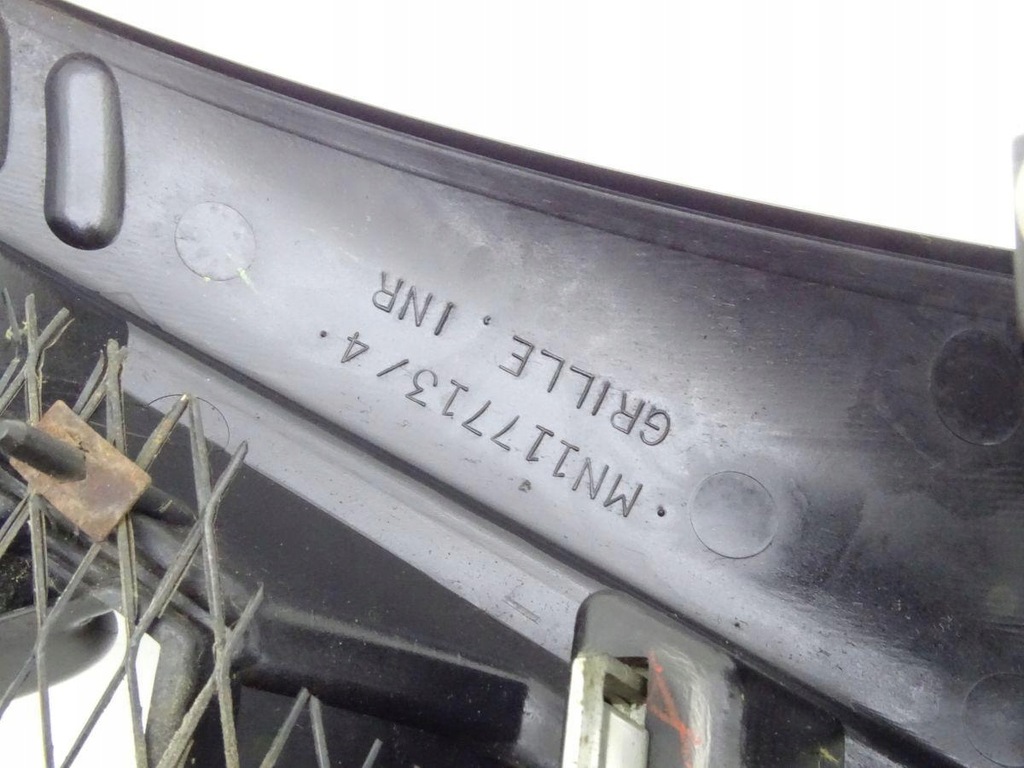 · MN117713/4 ·
GRILLE, INR